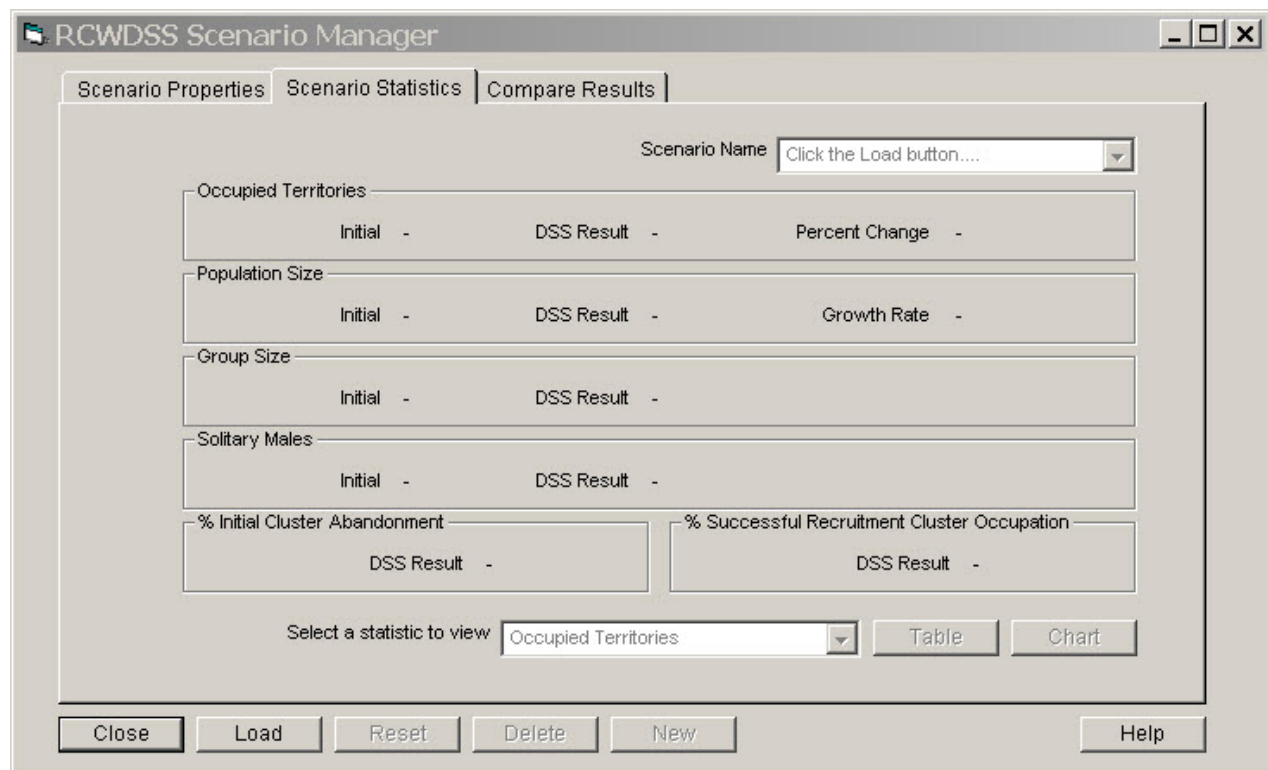 RCWDSS Scenario Manager
Scenario Properties Scenario Statistics Compare Results
Scenario Name Click the Load button....
Occupied Territories
Initial - DSS Result - Percent Change -
Population Size
Initial - DSS Result - Growth Rate -
Group Size
Initial - DSS Result -
Solitary Males
Initial - DSS Result -
% Initial Cluster Abandonment % Successful Recruitment Cluster Occupation
DSS Result - DSS Result -
Select a statistic to view Occupied Territories Table Chart
Close Load Reset Delete New Help